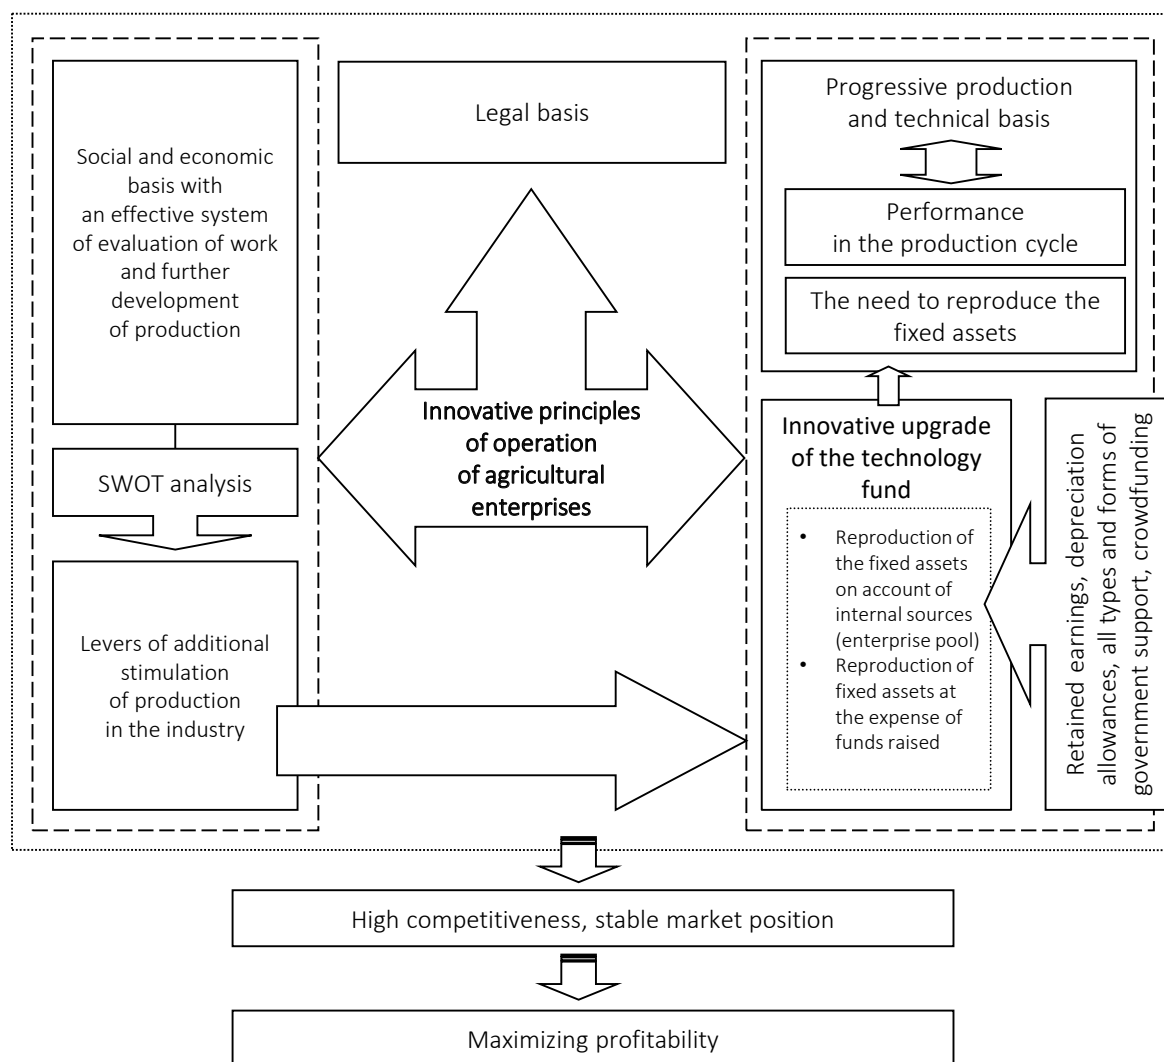 Social and economic
basis with
an effective system
of evaluation of work
and further
development
of production
SWOT analysis
Levers of additional
stimulation
of production
in the industry
Legal basis
Innovative principles
of operation
of agricultural
enterprises
Progressive production
and technical basis
Performance
in the production cycle
The need to reproduce the
fixed assets
Innovative upgrade
of the technology
fund
• Reproduction of
the fixed assets
on account of
internal sources
(enterprise pool)
• Reproduction of
fixed assets at
the expense of
funds raised
Retained earnings, depreciation
allowances, all types and forms of
government support, crowdfunding
High competitiveness, stable market position
Maximizing profitability